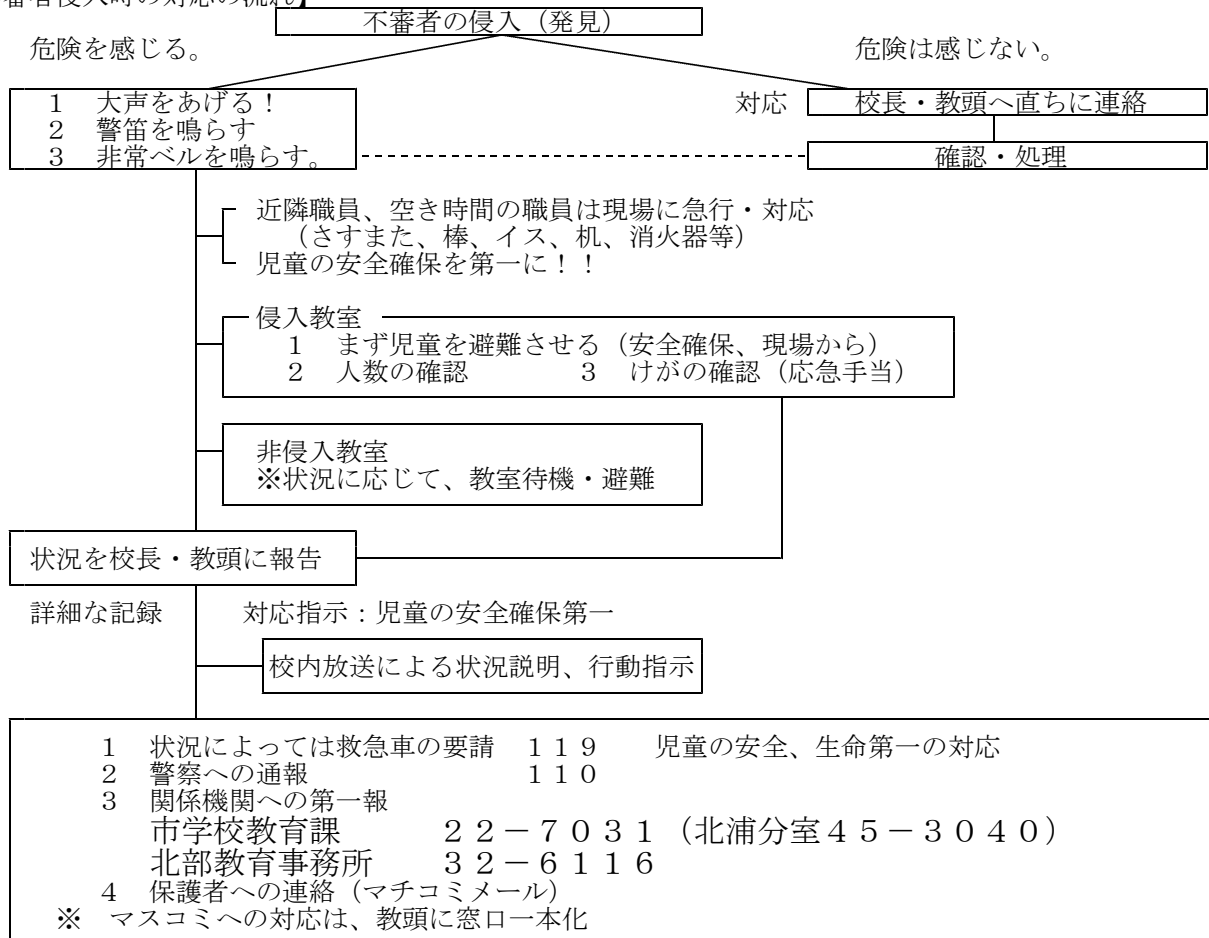 審者侵入時の対応の流れ】
不審者の侵入（発見）
危険を感じる。 危険は感じない。
1 大声をあげる！
2 警笛を鳴らす
3 非常ベルを鳴らす。
対応 校長・教頭へ直ちに連絡
確認・処理
近隣職員、空き時間の職員は現場に急行・対応
（さすまた、棒、イス、机、消火器等）
児童の安全確保を第一に！！
侵入教室
1 まず児童を避難させる（安全確保、現場から）
2 人数の確認 3 けがの確認（応急手当）
非侵入教室
※状況に応じて、教室待機・避難
状況を校長・教頭に報告
詳細な記録 対応指示：児童の安全確保第一
校内放送による状況説明、行動指示
1 状況によっては救急車の要請 １１９ 児童の安全、生命第一の対応
2 警察への通報 １１０
3 関係機関への第一報
市学校教育課 ２２－７０３１（北浦分室４５－３０４０）
北部教育事務所 ３２－６１１６
4 保護者への連絡（マチコミメール）
※ マスコミへの対応は、教頭に窓口一本化